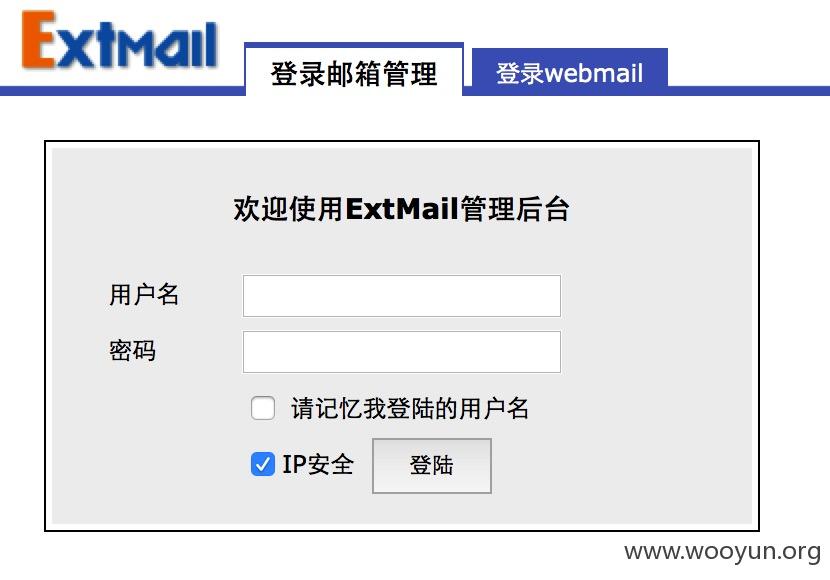 Extmail
登录邮箱管理 登录webmail
欢迎使用ExtMail管理后台
用户名
密码
请记忆我登陆的用户名
IP安全 登陆
www.wooyun.org